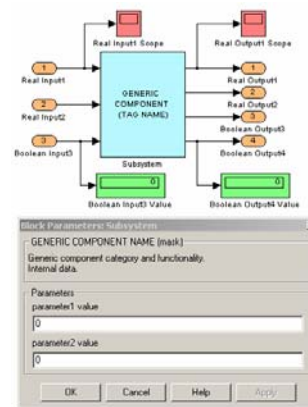 Real Input1 Scope
Real Output1 Scope
1
Real Input1
2
Real Input2
3
Boolean Input3
GENERIC
COMPONENT
(TAG NAME)
Subsystem
1
Real Output1
2
Real Output2
3
Boolean Output3
4
Boolean Output4
0
Boolean Input3 Value
0
Boolean Output4 Value
Block Parameters: Subsystem
GENERIC COMPONENT NAME (mask)
Generic component category and functionality.
Internal data.
Parameters
parameter1 value
0
parameter2 value
0
OK
Cancel
Help
Apply